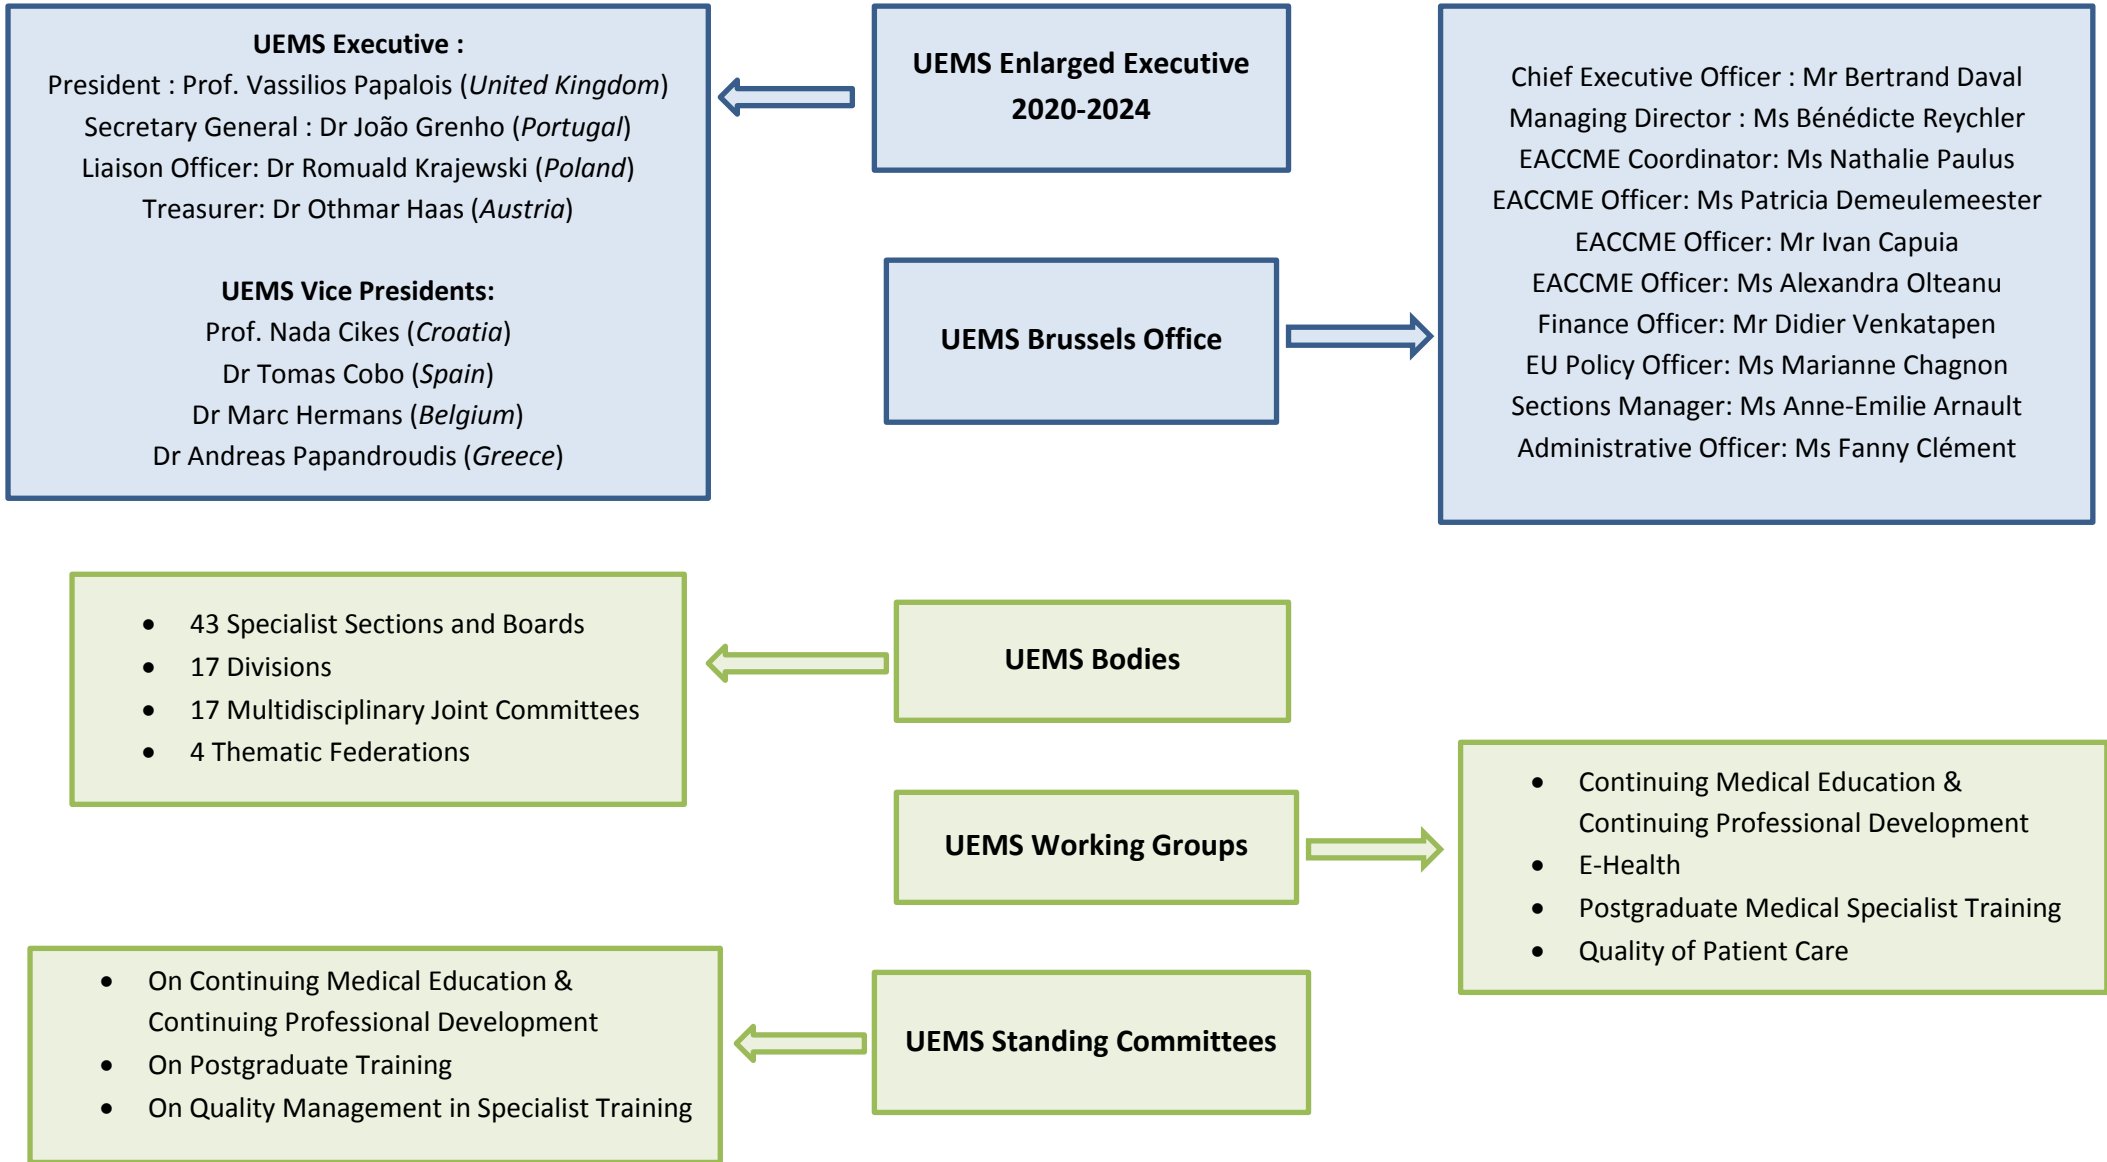 UEMS Executive :
President : Prof. Vassilios Papalois (United Kingdom)
Secretary General : Dr João Grenho (Portugal)
Liaison Officer: Dr Romuald Krajewski (Poland)
Treasurer: Dr Othmar Haas (Austria)
UEMS Vice Presidents:
Prof. Nada Cikes (Croatia)
Dr Tomas Cobo (Spain)
Dr Marc Hermans (Belgium)
Dr Andreas Papandroudis (Greece)
UEMS Enlarged Executive
2020-2024
UEMS Brussels Office
Chief Executive Officer : Mr Bertrand Daval
Managing Director : Ms Bénédicte Reychler
EACCME Coordinator: Ms Nathalie Paulus
EACCME Officer: Ms Patricia Demeulemeester
EACCME Officer: Mr Ivan Capuia
EACCME Officer: Ms Alexandra Olteanu
Finance Officer: Mr Didier Venkatapen
EU Policy Officer: Ms Marianne Chagnon
Sections Manager: Ms Anne-Emilie Arnault
Administrative Officer: Ms Fanny Clément
• 43 Specialist Sections and Boards
• 17 Divisions
• 17 Multidisciplinary Joint Committees
• 4 Thematic Federations
UEMS Bodies
UEMS Working Groups
• Continuing Medical Education &
Continuing Professional Development
• E-Health
• Postgraduate Medical Specialist Training
• Quality of Patient Care
• On Continuing Medical Education &
Continuing Professional Development
• On Postgraduate Training
• On Quality Management in Specialist Training
UEMS Standing Committees